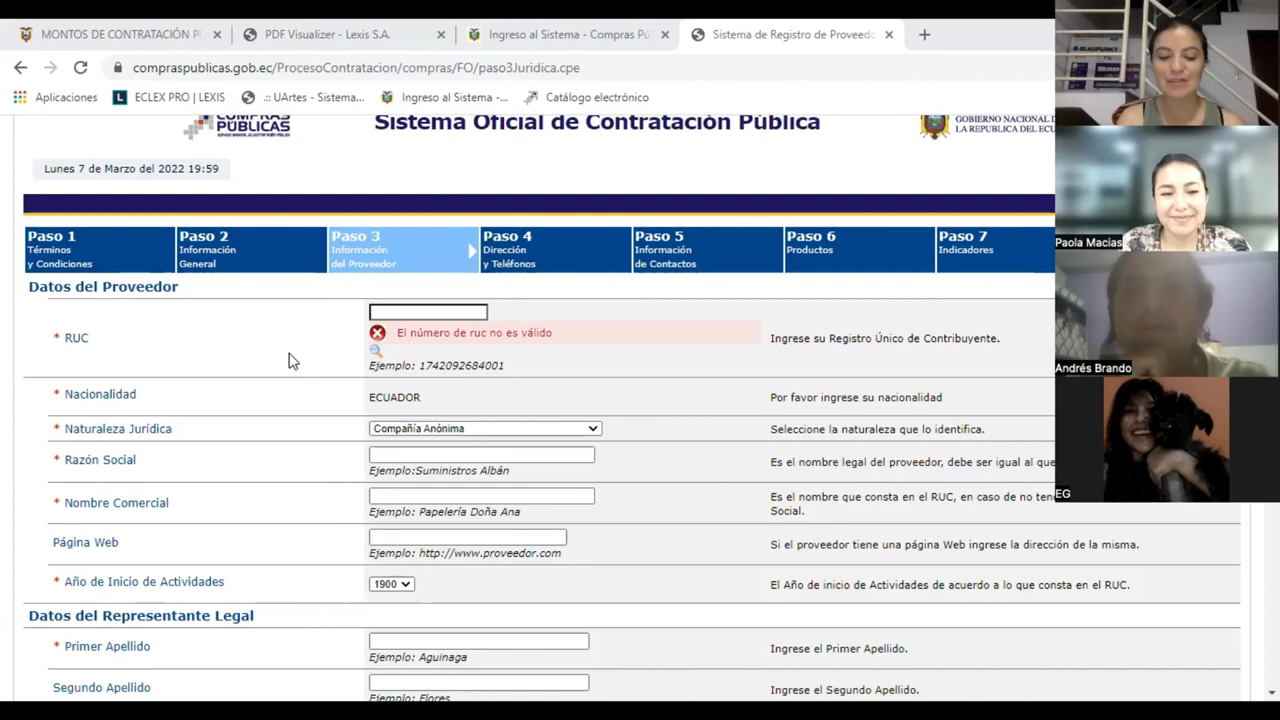 MONTOS DE CONTRATACIÓN P
PDF Visualizer - Lexis S.A.
Ingreso al Sistema - Compras Pú
Sistema de Registro de Proveedo
compraspublicas.gob.ec/ProcesoContratacion/compras/FO/paso3Juridica.cpe
Aplicaciones
ECLEX PRO | LEXIS
.:: UArtes - Sistema...
Ingreso al Sistema -...
Catálogo electrónico
COMPRAS
PÚBLICAS
Sistema Oficial de Contratación Pública
GOBIERNO NACIONAL D
LA REPUBLICA DEL EC
Lunes 7 de Marzo del 2022 19:59
Paso 1
Términos
y Condiciones
Paso 2
Información
General
Paso 3
Información
del Proveedor
Paso 4
Dirección
y Teléfonos
Paso 5
Información
de Contactos
Paso 6
Productos
Paso 7
Indicadores
Datos del Proveedor
* RUC
El número de ruc no es válido
Ejemplo: 1742092684001
Ingrese su Registro Único de Contribuyente.
* Nacionalidad
ECUADOR
Por favor ingrese su nacionalidad
* Naturaleza Jurídica
Compañía Anónima
Seleccione la naturaleza que lo identifica.
* Razón Social
Ejemplo:Suministros Albán
Es el nombre legal del proveedor, debe ser igual al que
* Nombre Comercial
Ejemplo: Papelería Doña Ana
Es el nombre que consta en el RUC, en caso de no ten
Social.
Página Web
Ejemplo: http://www.proveedor.com
Si el proveedor tiene una página Web ingrese la dirección de la misma.
* Año de Inicio de Actividades
1900
El Año de inicio de Actividades de acuerdo a lo que consta en el RUC.
Datos del Representante Legal
* Primer Apellido
Ejemplo: Aguinaga
Ingrese el Primer Apellido.
Segundo Apellido
Ejemplo: Flores
Ingrese el Segundo Apellido.
BLAUPUNKT
Paola Macias
Andrés Brando
EG